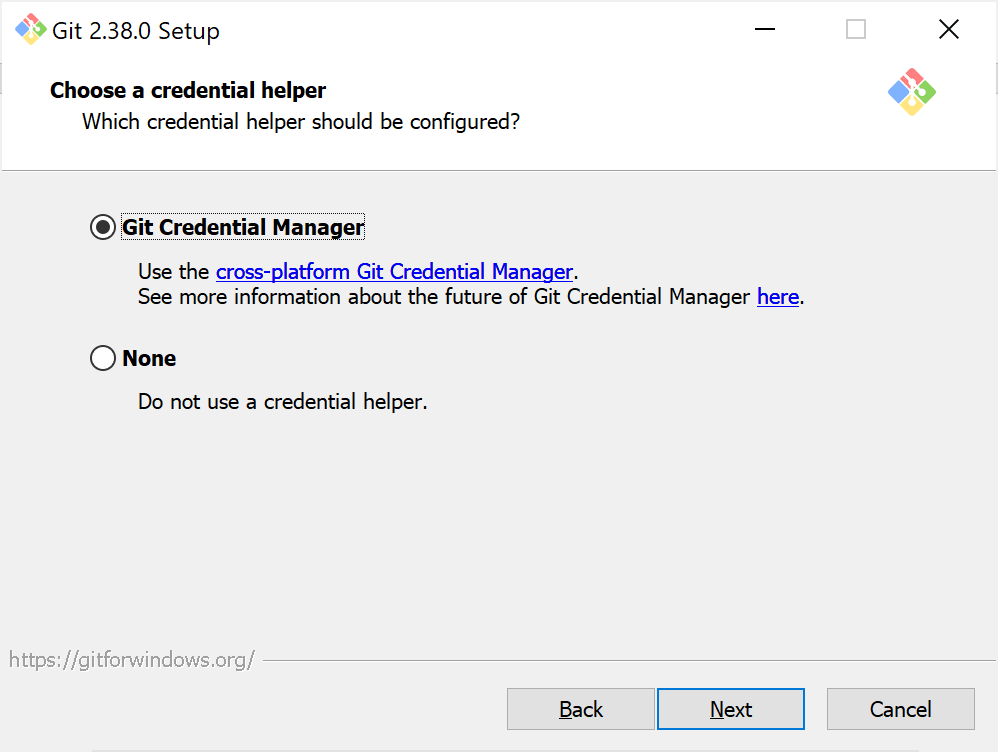 Git 2.38.0 Setup
Choose a credential helper
Which credential helper should be configured?
Git Credential Manager
Use the cross-platform Git Credential Manager.
See more information about the future of Git Credential Manager here.
None
Do not use a credential helper.
https://gitforwindows.org/
Back Next Cancel